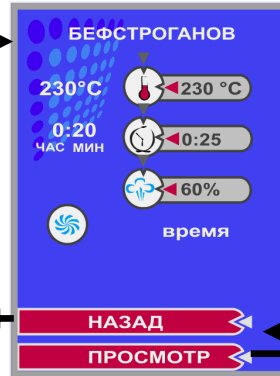 БЕФСТРОГАНОВ
230°C 230 °C
0:20 0:25
ЧАС МИН
60%
время
НАЗАД
ПРОСМОТР